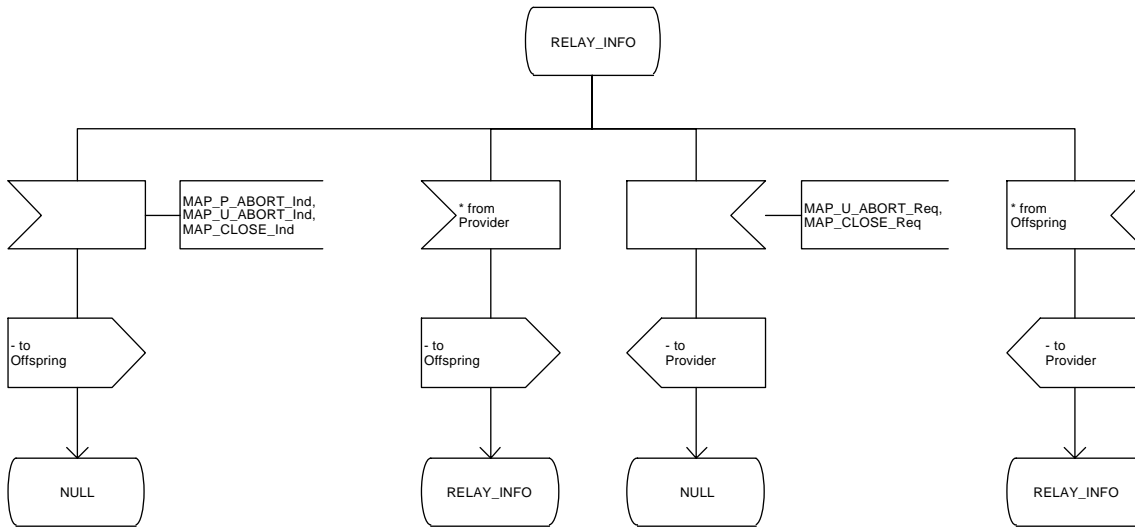 RELAY_INFO
MAP_P_ABORT_Ind,
MAP_U_ABORT_Ind,
MAP_CLOSE_Ind
* from
Provider
MAP_U_ABORT_Req,
MAP_CLOSE_Req
* from
Offspring
- to
Offspring
- to
Offspring
- to
Provider
- to
Provider
NULL
RELAY_INFO
NULL
RELAY_INFO